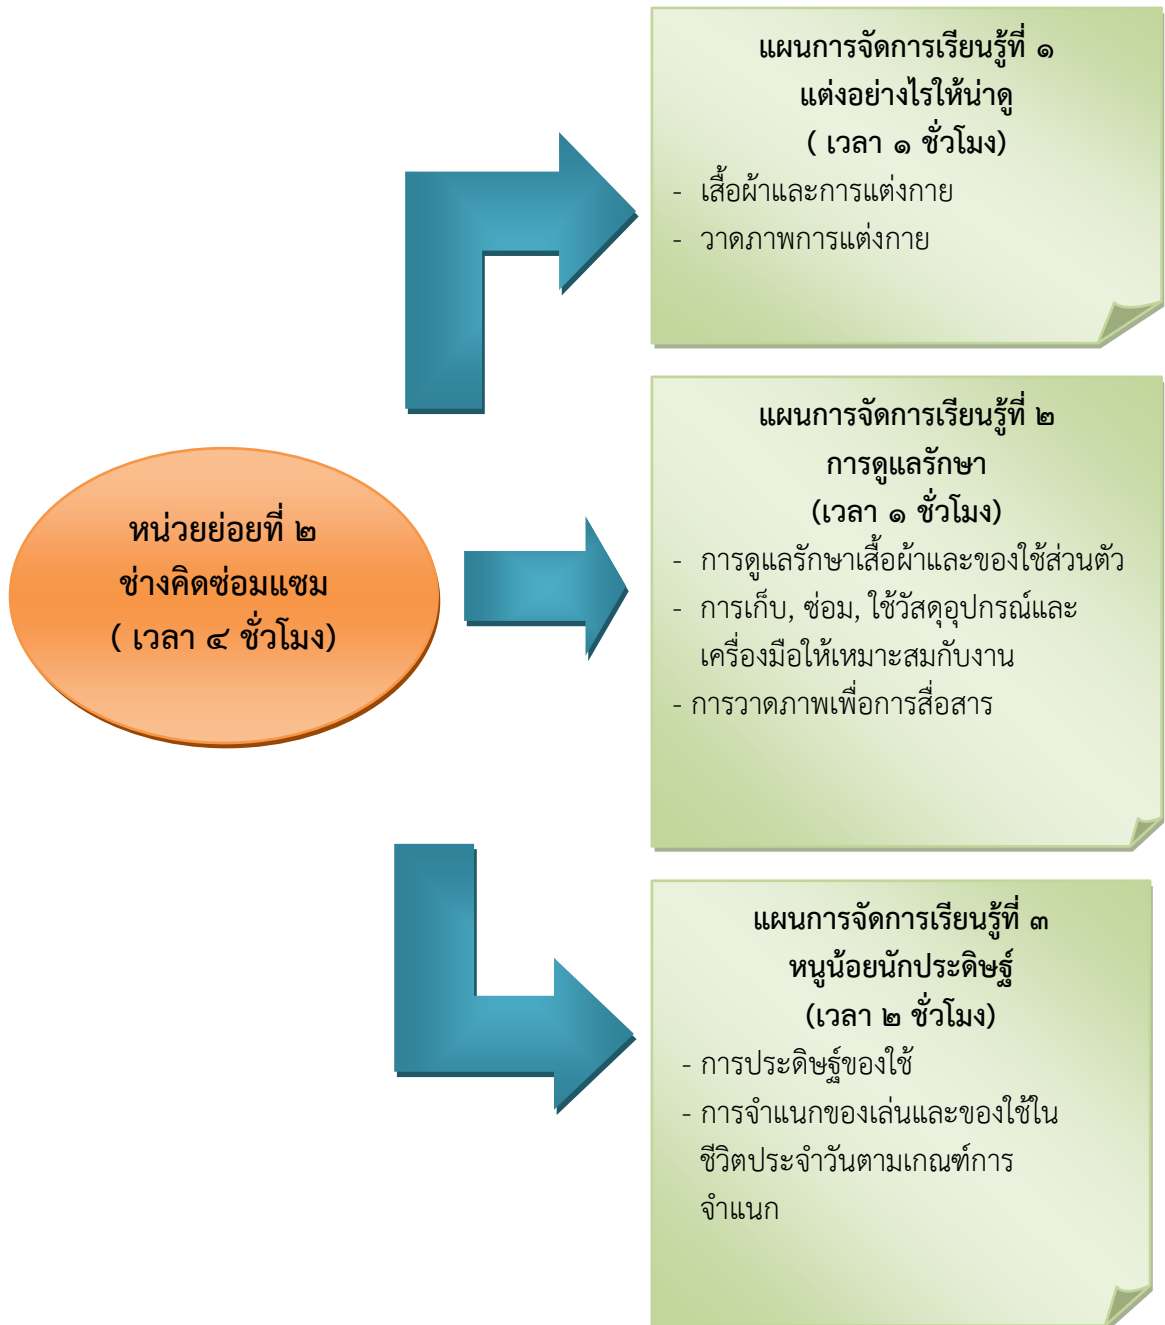 แผนการจัดการเรียนรู้ที่ ๑
แต่งอย่างไรให้น่าดู
( เวลา ๑ ชั่วโมง)
- เสื้อผ้าและการแต่งกาย
- วาดภาพการแต่งกาย
หน่วยย่อยที่ ๒
ช่างคิดซ่อมแซม
( เวลา ๔ ชั่วโมง)
แผนการจัดการเรียนรู้ที่ ๒
การดูแลรักษา
(เวลา ๑ ชั่วโมง)
- การดูแลรักษาเสื้อผ้าและของใช้ส่วนตัว
- การเก็บ, ซ่อม, ใช้วัสดุอุปกรณ์และ
เครื่องมือให้เหมาะสมกับงาน
- การวาดภาพเพื่อการสื่อสาร
แผนการจัดการเรียนรู้ที่ ๓
หนูน้อยนักประดิษฐ์
(เวลา ๒ ชั่วโมง)
- การประดิษฐ์ของใช้
- การจำแนกของเล่นและของใช้ใน
ชีวิตประจำวันตามเกณฑ์การ
จำแนก